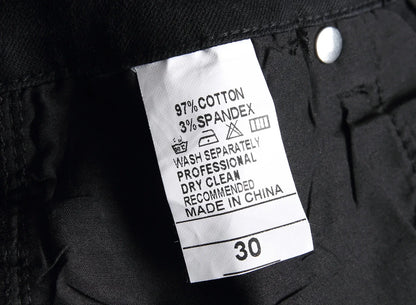 97% COTTON
3% SPANDEX
WASH SEPARATELY
PROFESSIONAL
DRY CLEAN
RECOMMENDED
MADE IN CHINA
30